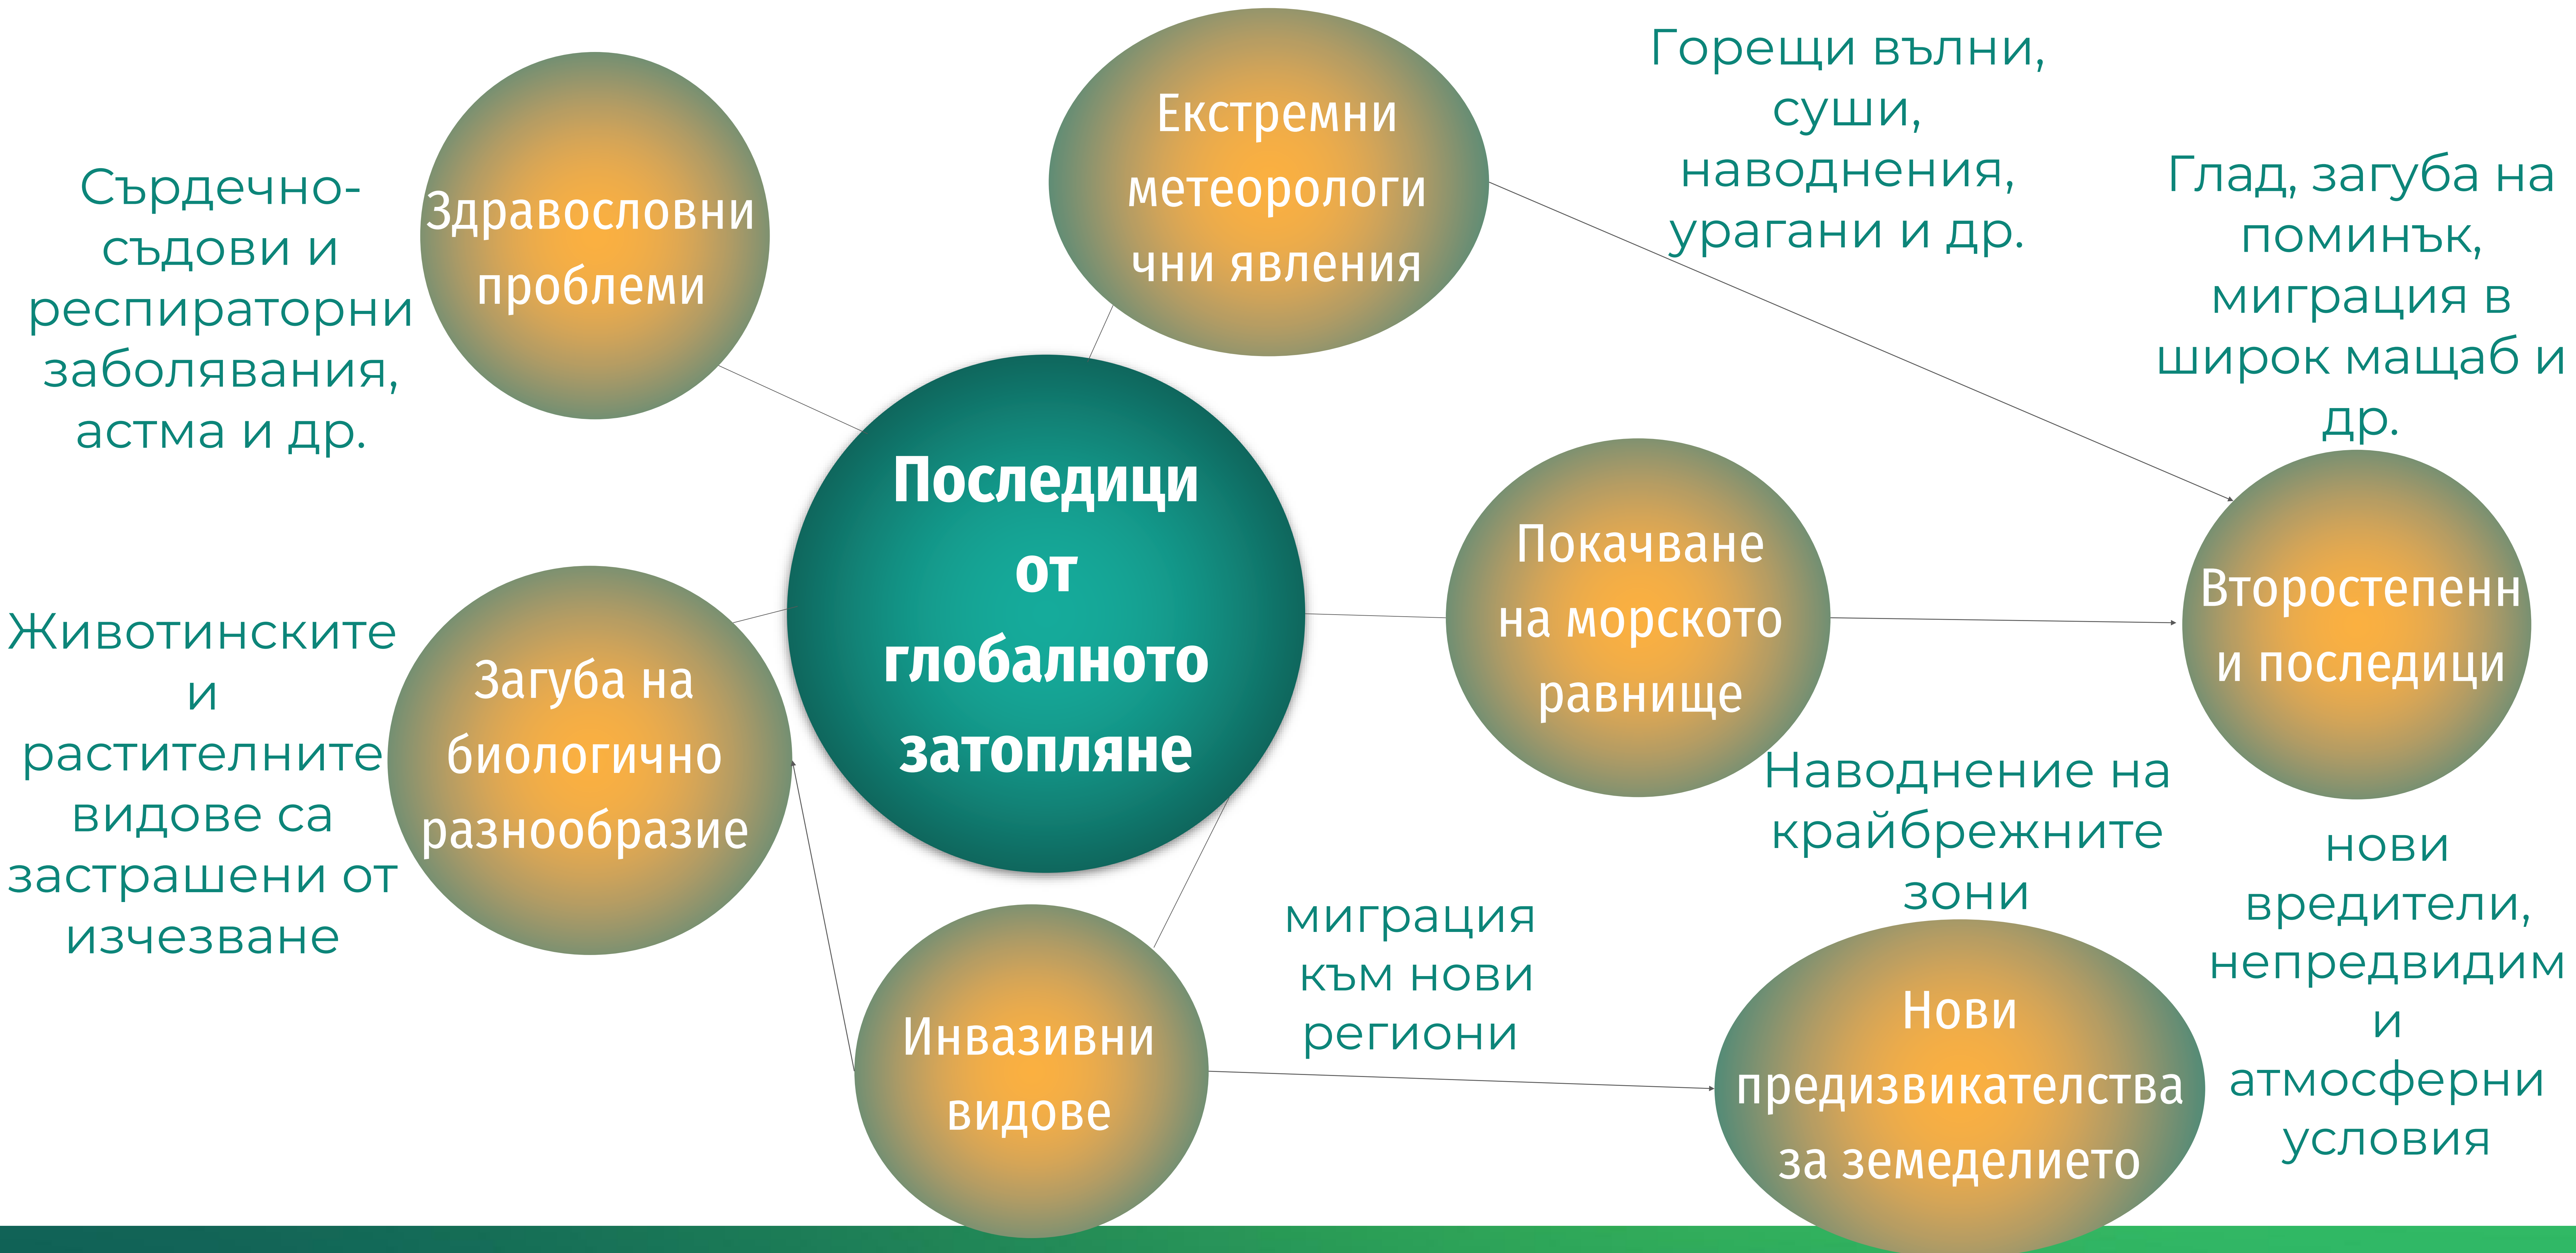 Сърдечно-
съдови и
респираторни
заболявания,
астма и др.
Здравословни
проблеми
Екстремни
метеорологи
чни явления
Горещи вълни,
суши,
наводнения,
урагани и др.
Глад, загуба на
поминък,
миграция в
широк мащаб и
др.
Последици
от
глобалното
затопляне
Покачване
на морското
равнище
Второстепенн
и последици
Животинските
и
растителните
видове са
застрашени от
изчезване
Загуба на
биологично
разнообразие
Наводнение на
крайбрежните
зони
Инвазивни
видове
миграция
към нови
региони
Нови
предизвикателства
за земеделието
нови
вредители,
непредвидим
и
атмосферни
условия